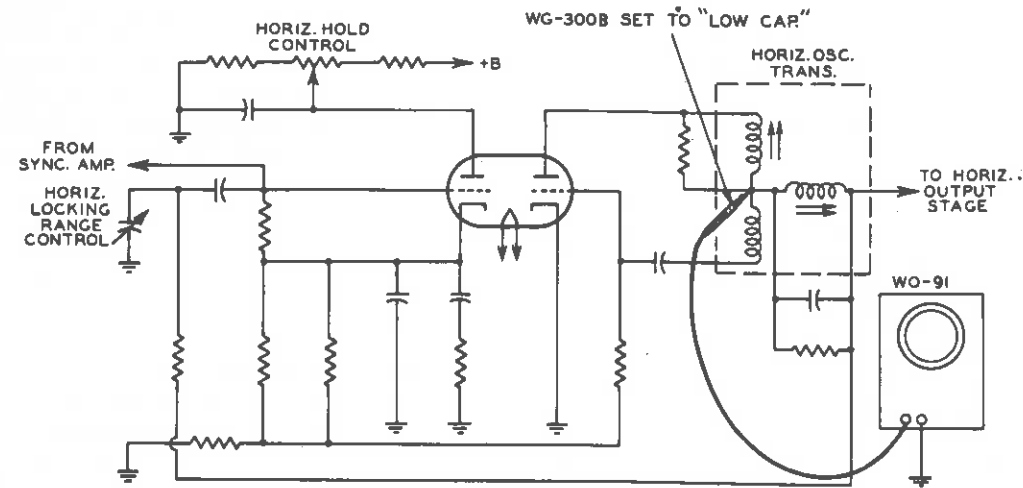 WG-300B SET TO "LOW CAP."
HORIZ. HOLD
CONTROL
+B
HORIZ. OSC.
TRANS.
FROM
SYNC. AMP.
HORIZ.
LOCKING
RANGE
CONTROL
TO HORIZ.
OUTPUT
STAGE
WO-91